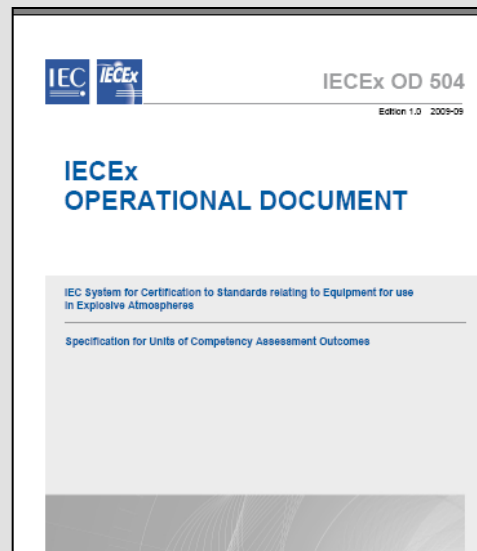 IEC IECEx
IECEx OD 504
Edition 1.0 2009-09
IECEx
OPERATIONAL DOCUMENT
IEC System for Certification to Standards relating to Equipment for use
in Explosive Atmospheres
Specification for Units of Competency Assessment Outcomes